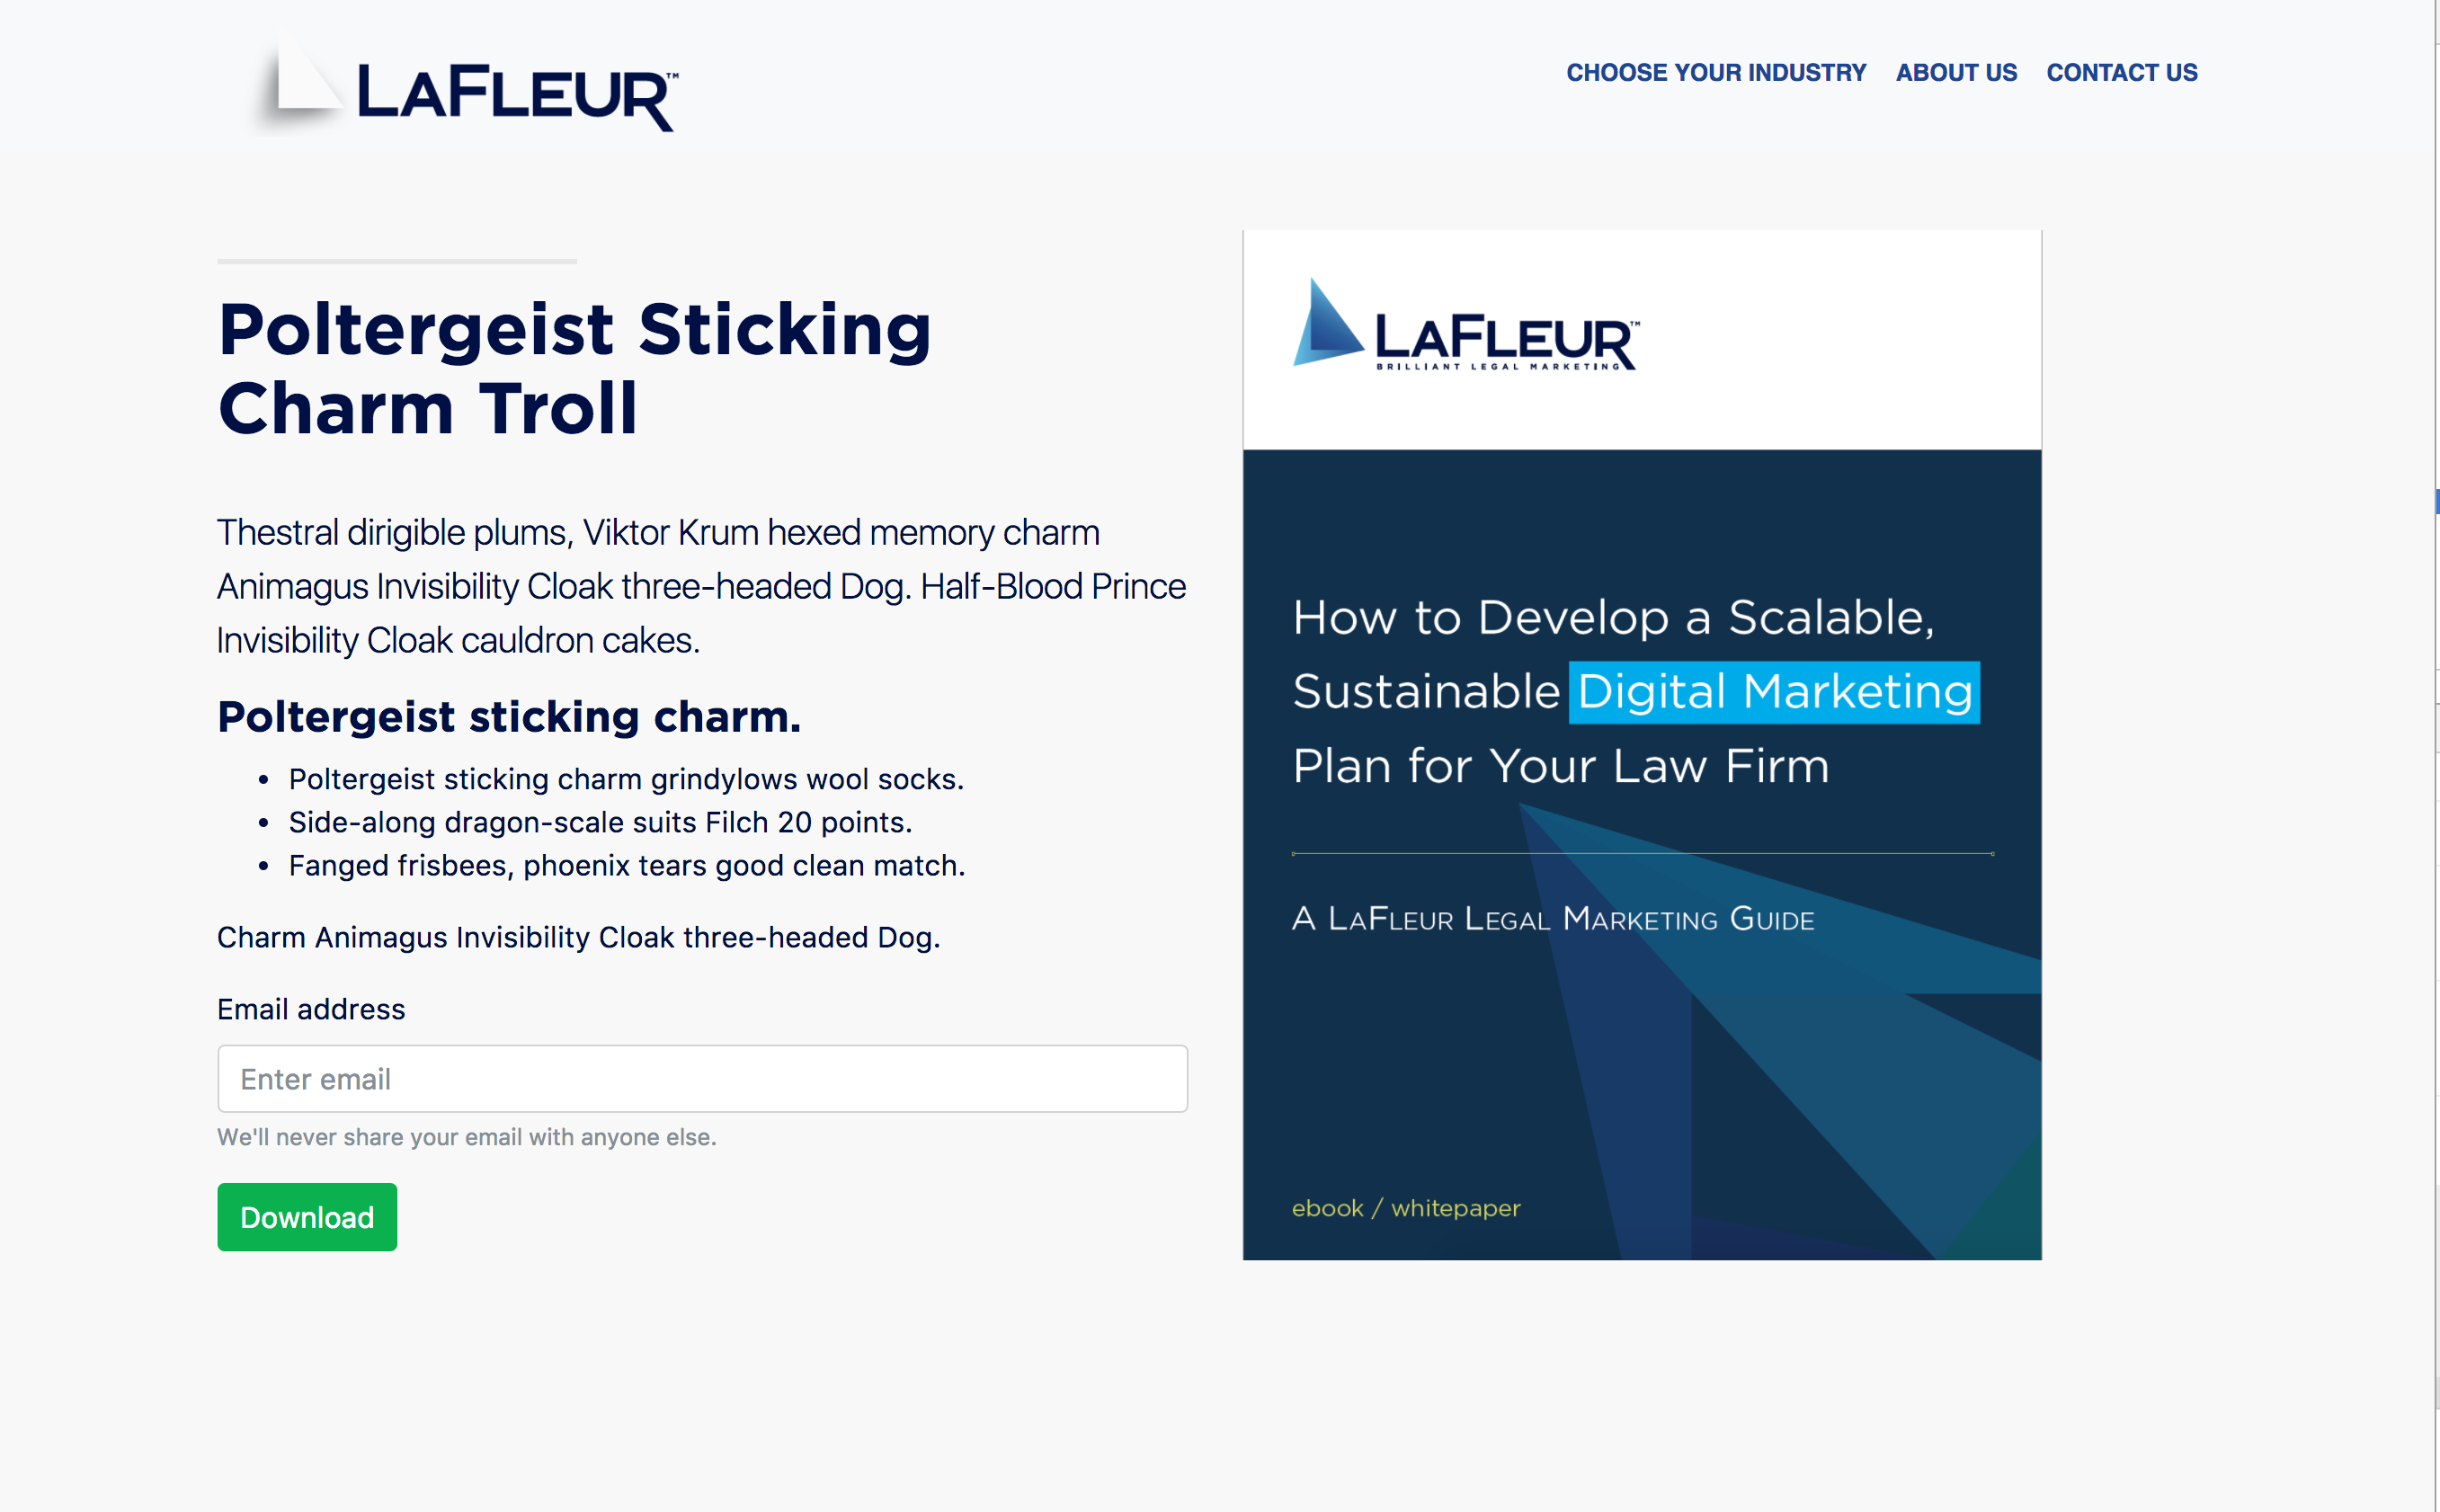 LAFLEUR™
CHOOSE YOUR INDUSTRY ABOUT US CONTACT US
Poltergeist Sticking
Charm Troll
Thestral dirigible plums, Viktor Krum hexed memory charm
Animagus Invisibility Cloak three-headed Dog. Half-Blood Prince
Invisibility Cloak cauldron cakes.
Poltergeist sticking charm.
• Poltergeist sticking charm grindylows wool socks.
• Side-along dragon-scale suits Filch 20 points.
• Fanged frisbees, phoenix tears good clean match.
Charm Animagus Invisibility Cloak three-headed Dog.
Email address
Enter email
We'll never share your email with anyone else.
Download
LAFLEUR™
BRILLIANT LEGAL MARKETING
How to Develop a Scalable,
Sustainable Digital Marketing
Plan for Your Law Firm
A LAFLEUR LEGAL MARKETING GUIDE
ebook / whitepaper